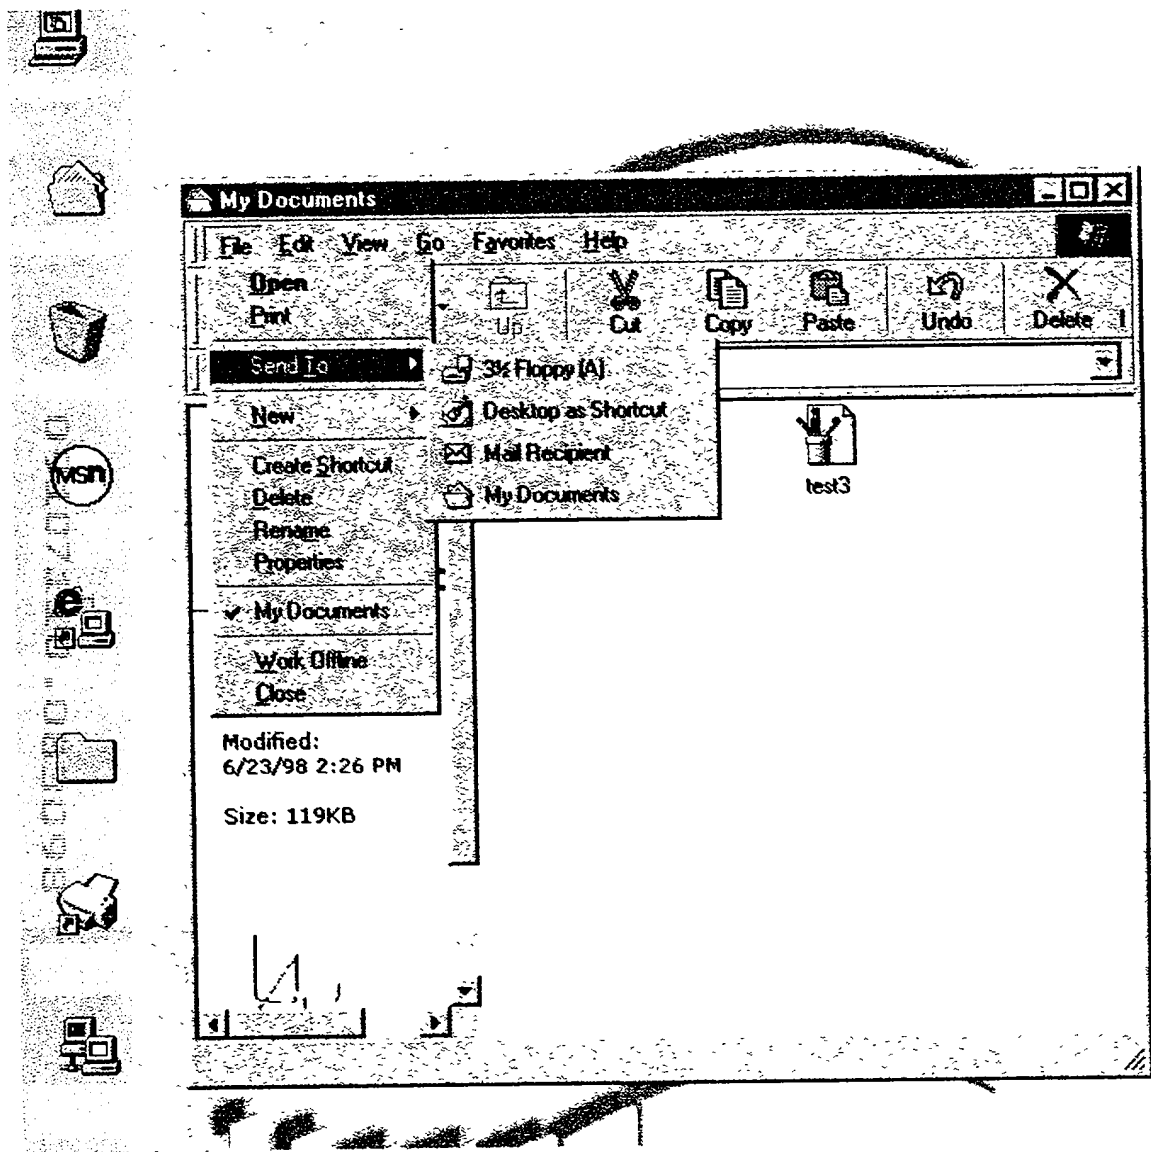 My Documents
File Edit View Go Favorites Help
Open
Print
Up Cut Copy Paste Undo Delete
Send To
3½ Floppy (A)
New
Desktop as Shortcut
Mail Recipient
Create Shortcut
My Documents
test3
Delete
Rename
Properties
My Documents
Work Offline
Close
Modified:
6/23/98 2:26 PM
Size: 119KB
msn